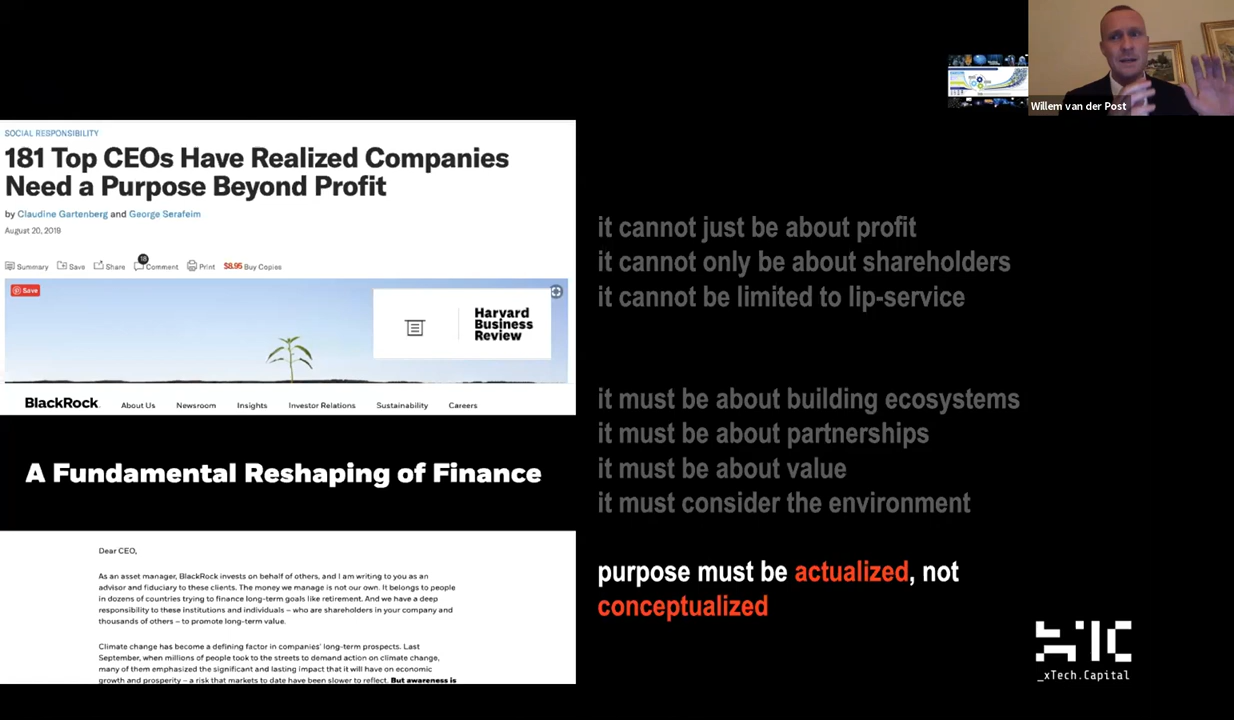 Willem van der Post
SOCIAL RESPONSIBILITY
181 Top CEOs Have Realized Companies
Need a Purpose Beyond Profit
by Claudine Gartenberg and George Serafeim
August 20, 2019
Summary Save Share Comment Print $8.95 Buy Copies
Save
Harvard
Business
Review
BlackRock. About Us Newsroom Insights Investor Relations Sustainability Careers
A Fundamental Reshaping of Finance
Dear CEO,
As an asset manager, BlackRock invests on behalf of others, and I am writing to you as an
advisor and fiduciary to these clients. The money we manage is not our own. It belongs to people
in dozens of countries trying to finance long-term goals like retirement. And we have a deep
responsibility to these institutions and individuals – who are shareholders in your company and
thousands of others – to promote long-term value.
Climate change has become a defining factor in companies' long-term prospects. Last
September, when millions of people took to the streets to demand action on climate change,
many of them emphasized the significant and lasting impact that it will have on economic
growth and prosperity – a risk that markets to date have been slower to reflect. But awareness is
it cannot just be about profit
it cannot only be about shareholders
it cannot be limited to lip-service
it must be about building ecosystems
it must be about partnerships
it must be about value
it must consider the environment
purpose must be actualized, not
conceptualized
_xTech.Capital